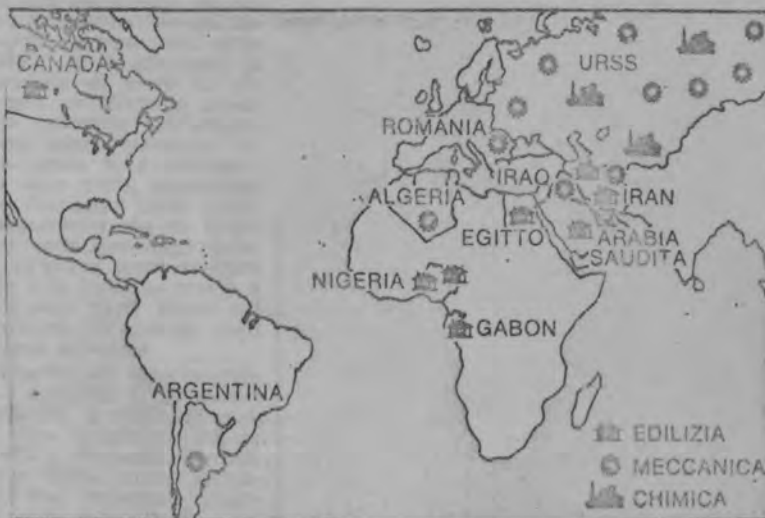 CANADA
URSS
ROMANIA
IRAQ
IRAN
ALGERIA
EGITTO
ARABIA
SAUDITA
NIGERIA
GABON
ARGENTINA
EDILIZIA
MECCANICA
CHIMICA